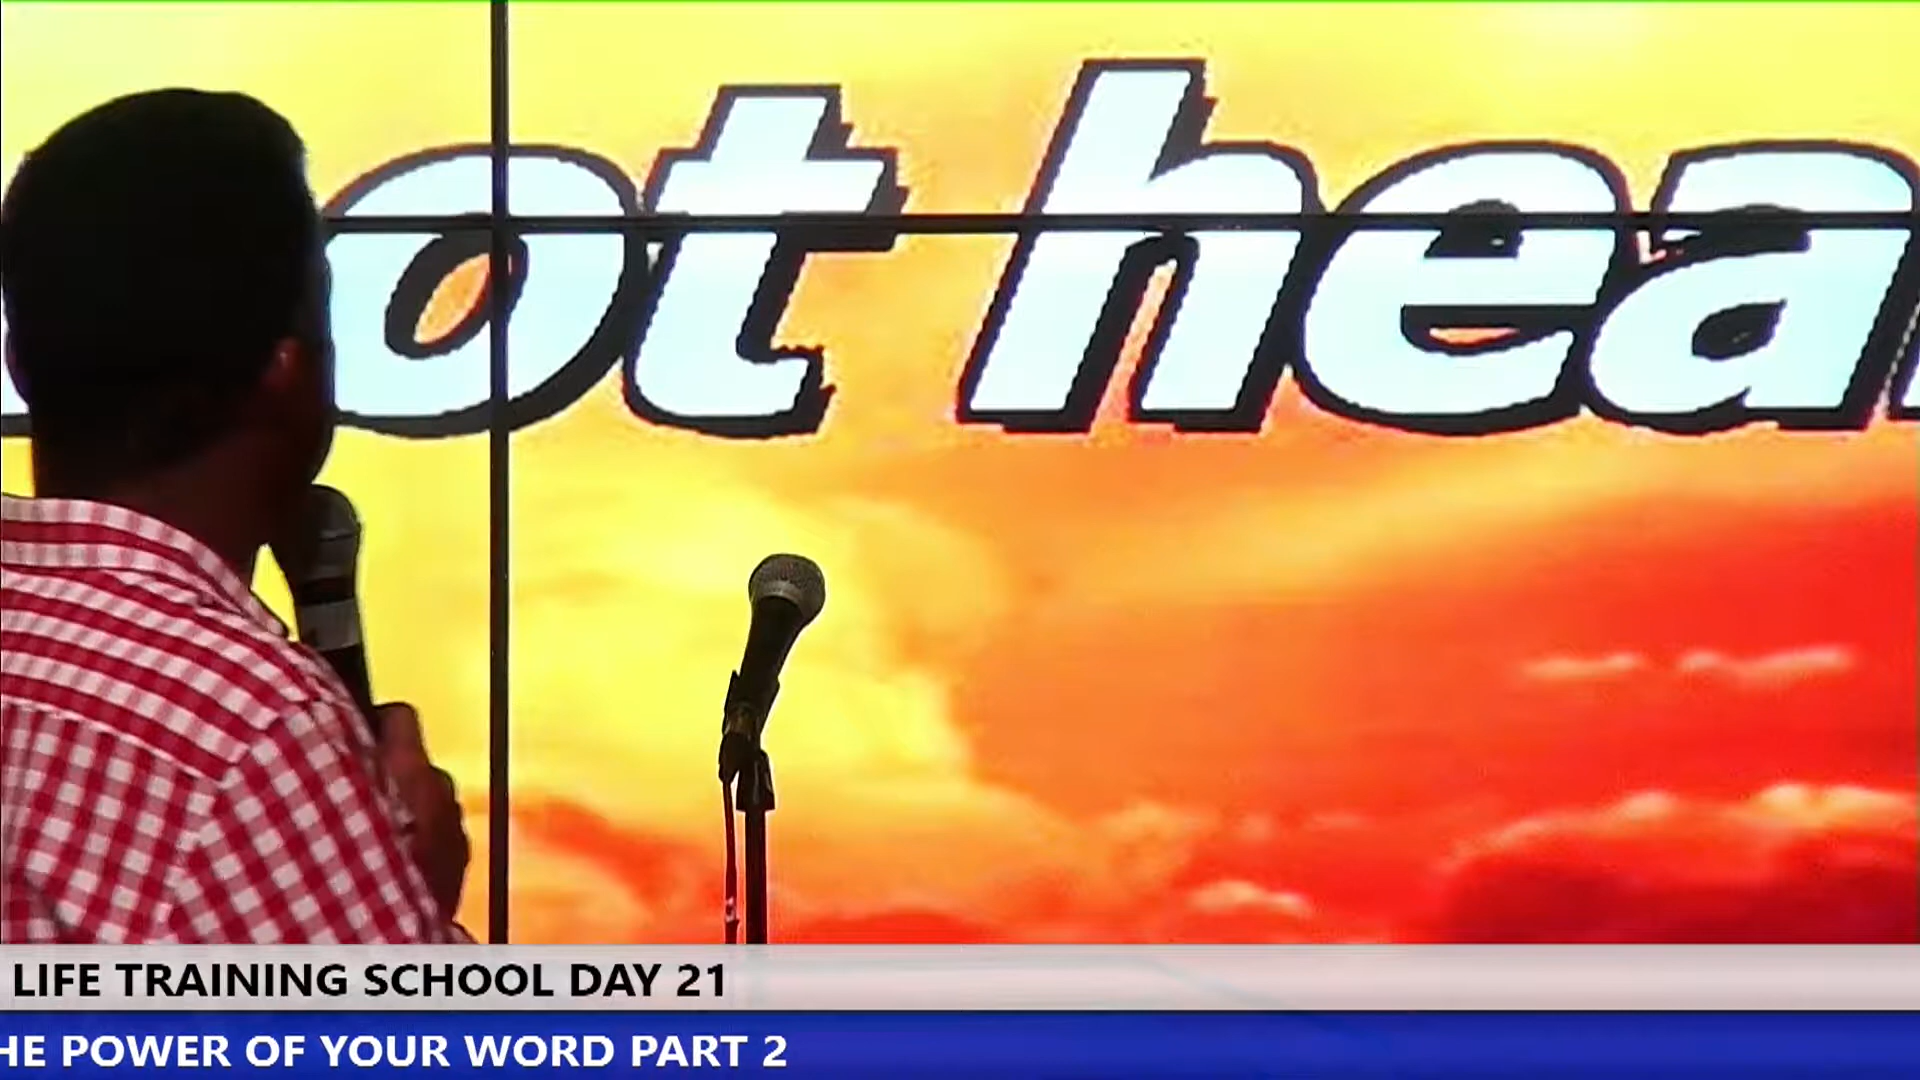 ot hea
LIFE TRAINING SCHOOL DAY 21
HE POWER OF YOUR WORD PART 2